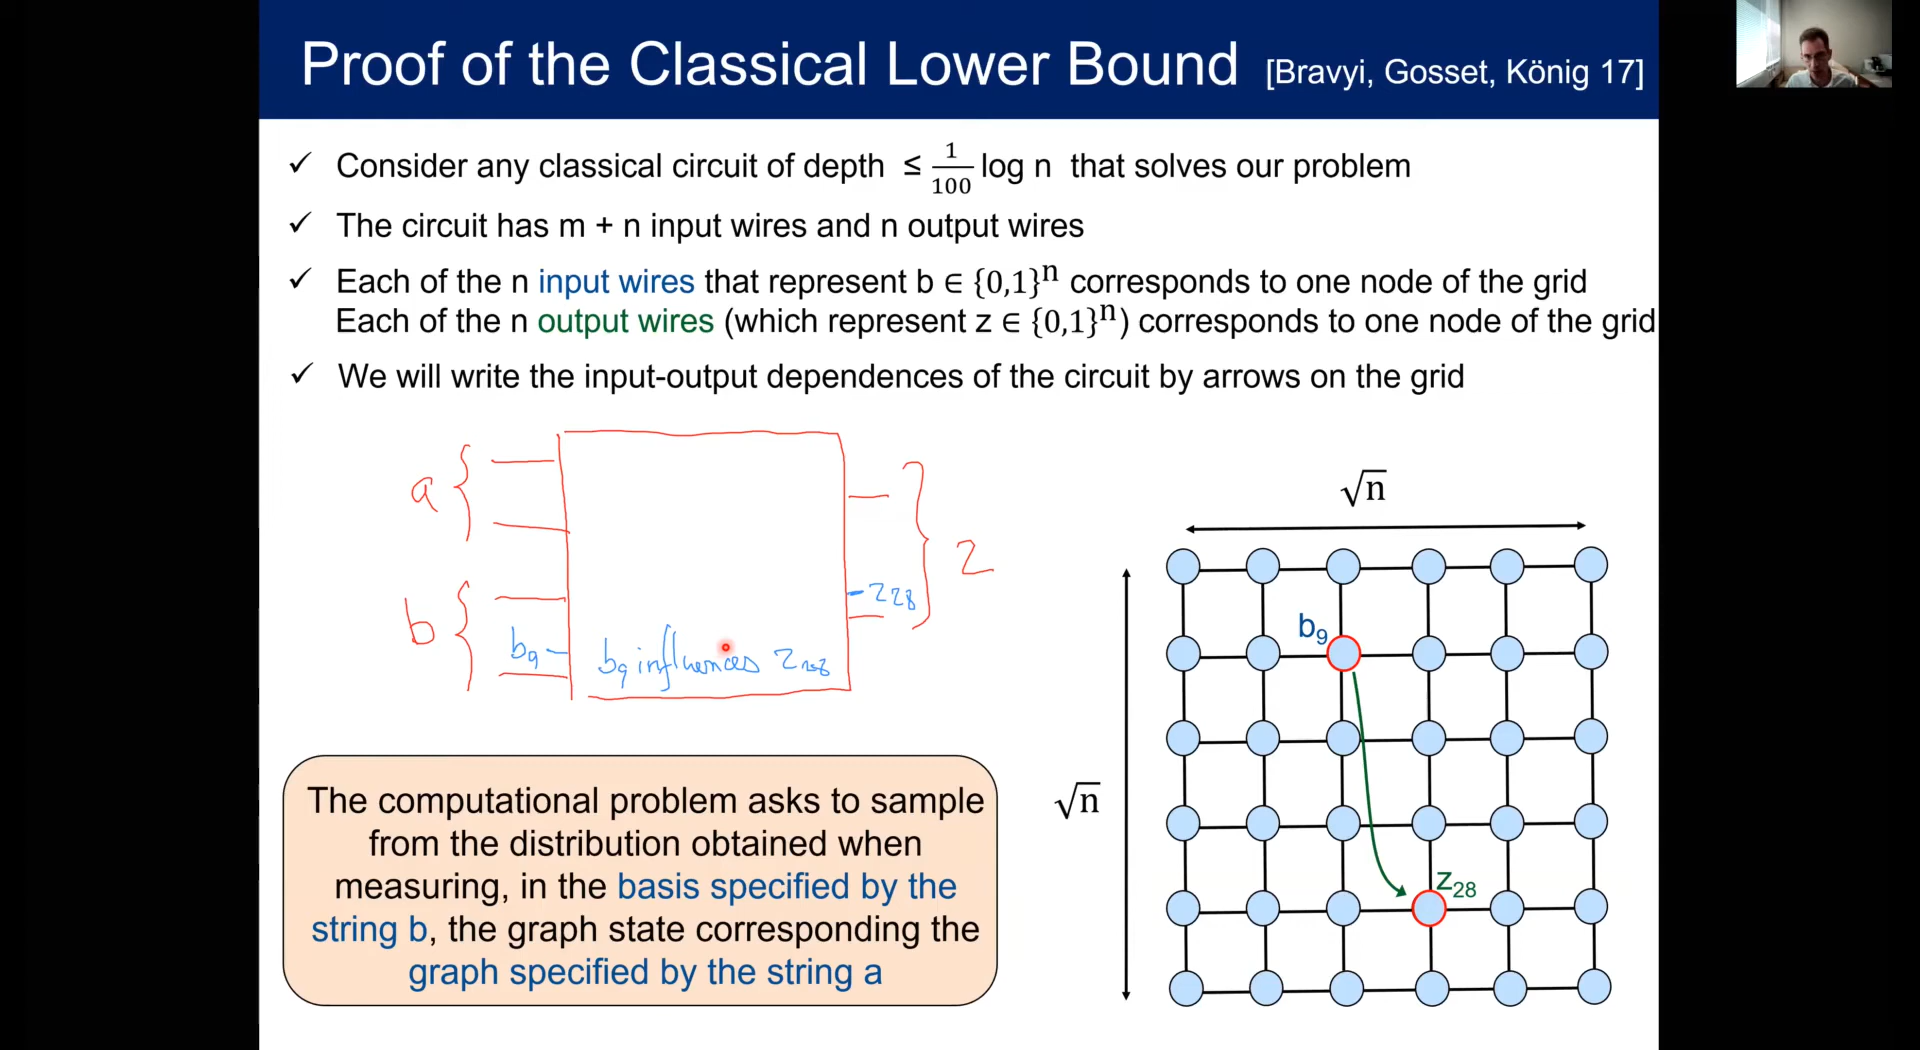 Proof of the Classical Lower Bound [Bravyi, Gosset, König 17]
✓ Consider any classical circuit of depth ≤ 1/100 log n that solves our problem
✓ The circuit has m + n input wires and n output wires
✓ Each of the n input wires that represent b ∈ {0,1}ⁿ corresponds to one node of the grid
Each of the n output wires (which represent z ∈ {0,1}ⁿ) corresponds to one node of the grid
✓ We will write the input-output dependences of the circuit by arrows on the grid
a
b
b₉
b₉ influences z₂₈
z₂₈
z
The computational problem asks to sample
from the distribution obtained when
measuring, in the basis specified by the
string b, the graph state corresponding the
graph specified by the string a
√n
√n
b₉
z₂₈